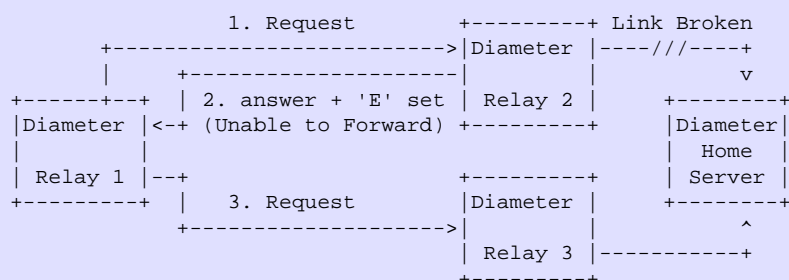 1. Request +---------+ Link Broken
+-------------------------->|Diameter |----///----+
| +---------------------| | v
+------+--+ | 2. answer + 'E' set | Relay 2 | +--------+
|Diameter |<-+ (Unable to Forward) +---------+ |Diameter|
| | | Home |
| Relay 1 |--+ +---------+ | Server |
+---------+ | 3. Request |Diameter | +--------+
+-------------------->| | ^
| Relay 3 |-----------+
+---------+